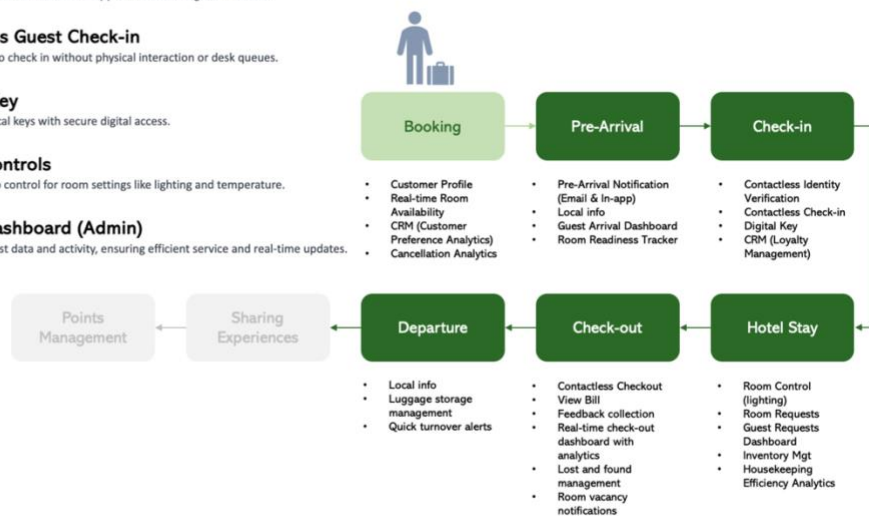 s Guest Check-in
check in without physical interaction or desk queues.
ey
keys with secure digital access.
ontrols
control for room settings like lighting and temperature.
ashboard (Admin)
st data and activity, ensuring efficient service and real-time updates.
Booking
Pre-Arrival
Check-in
• Customer Profile
• Real-time Room
Availability
• CRM (Customer
Preference Analytics)
• Cancellation Analytics
• Pre-Arrival Notification
(Email & In-app)
• Local info
• Guest Arrival Dashboard
• Room Readiness Tracker
• Contactless Identity
Verification
• Contactless Check-in
• Digital Key
• CRM (Loyalty
Management)
Points
Management
Sharing
Experiences
Departure
Check-out
Hotel Stay
• Local info
• Luggage storage
management
• Quick turnover alerts
• Contactless Checkout
• View Bill
• Feedback collection
• Real-time check-out
dashboard with
analytics
• Lost and found
management
• Room vacancy
notifications
• Room Control
(lighting)
• Room Requests
• Guest Requests
Dashboard
• Inventory Mgt
• Housekeeping
Efficiency Analytics